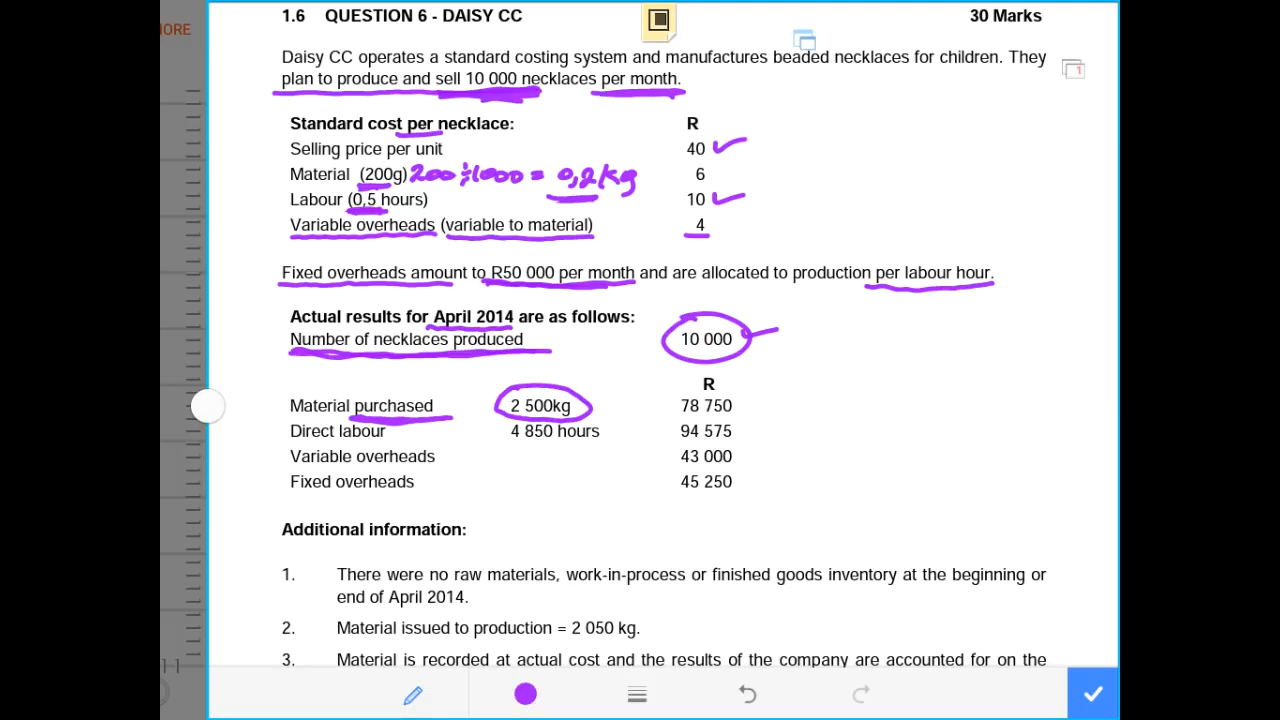 ORE
1.6 QUESTION 6 - DAISY CC 30 Marks
Daisy CC operates a standard costing system and manufactures beaded necklaces for children. They
plan to produce and sell 10 000 necklaces per month.
1
Standard cost per necklace: R
Selling price per unit 40
Material (200g) 200÷1000 = 0,2kg 6
Labour (0,5 hours) 10
Variable overheads (variable to material) 4
Fixed overheads amount to R50 000 per month and are allocated to production per labour hour.
Actual results for April 2014 are as follows:
Number of necklaces produced 10 000
R
Material purchased 2 500kg 78 750
Direct labour 4 850 hours 94 575
Variable overheads 43 000
Fixed overheads 45 250
Additional information:
1. There were no raw materials, work-in-process or finished goods inventory at the beginning or
end of April 2014.
2. Material issued to production = 2 050 kg.
3. Material is recorded at actual cost and the results of the company are accounted for on the